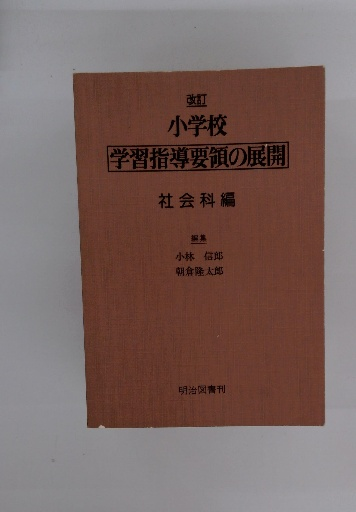 改訂
小学校
学習指導要領の展開
社会科編
編集
小林 信郎
朝倉隆太郎
明治図書刊